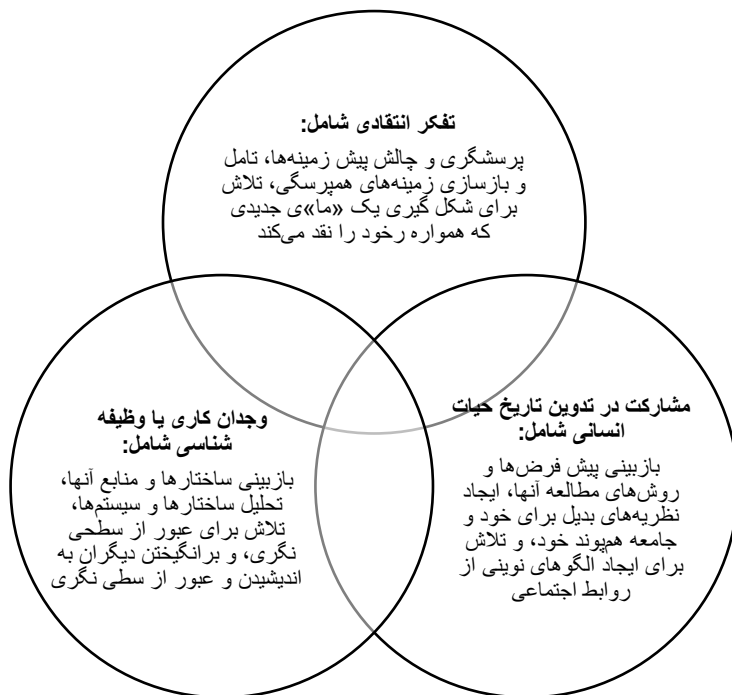 تفکر انتقادی شامل:
پرسشگری و چالش پیش زمینه‌ها، تامل
و بازسازی زمینه‌های همپرسگی، تلاش
برای شکل گیری یک «ما»ی جدیدی
که همواره رخود را نقد می‌کند
مشارکت در تدوین تاریخ حیات
انسانی شامل:
بازبینی پیش فرض‌ها و
روش‌های مطالعه آنها، ایجاد
نظریه‌های بدیل برای خود و
جامعه هم‌پوند خود، و تلاش
برای ایجاد الگوهای نوینی از
روابط اجتماعی
وجدان کاری یا وظیفه
شناسی شامل:
بازبینی ساختارها و منابع آنها،
تحلیل ساختارها و سیستم‌ها،
تلاش برای عبور از سطحی
نگری، و برانگیختن دیگران به
اندیشیدن و عبور از سطی نگری